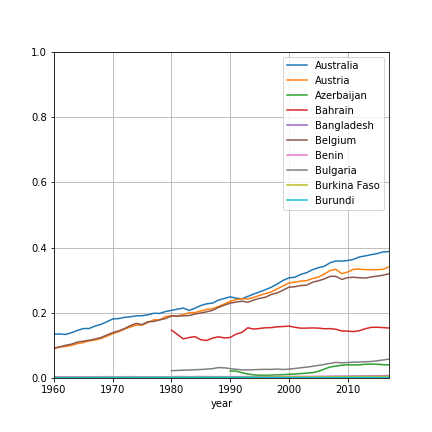 1.0
0.8
0.6
0.4
0.2
0.0
1960 1970 1980 1990 2000 2010
year
Australia
Austria
Azerbaijan
Bahrain
Bangladesh
Belgium
Benin
Bulgaria
Burkina Faso
Burundi